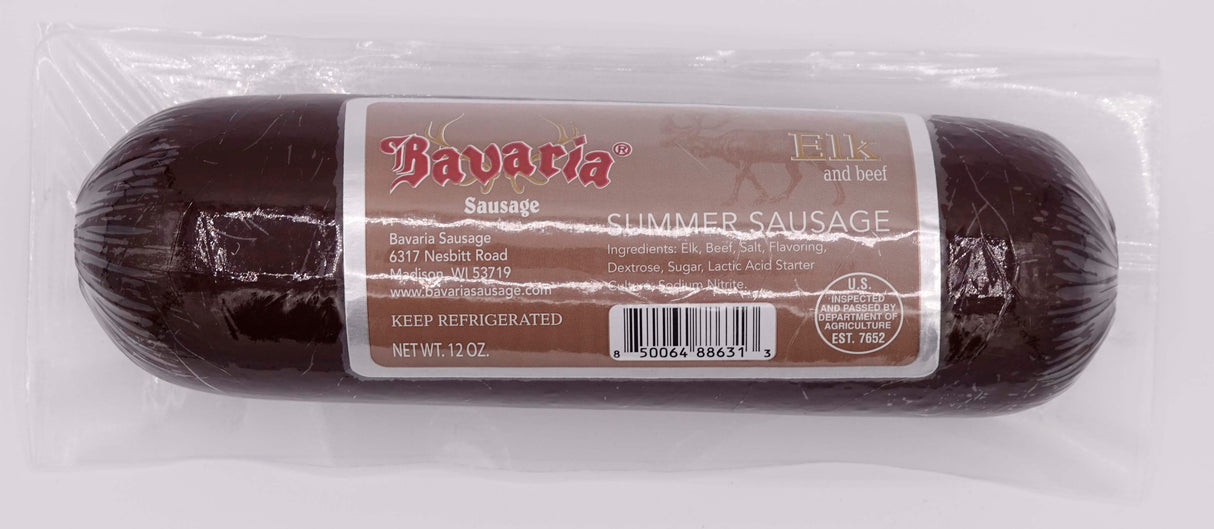 Bavaria®
Sausage
Bavaria Sausage
6317 Nesbitt Road
Madison, WI 53719
www.bavariasausage.com
KEEP REFRIGERATED
NET WT. 12 OZ.
Elk
and beef
SUMMER SAUSAGE
Ingredients: Elk, Beef, Salt, Flavoring,
Dextrose, Sugar, Lactic Acid Starter
Culture, Sodium Nitrite.
8 50064 88631 3
U.S.
INSPECTED
AND PASSED BY
DEPARTMENT OF
AGRICULTURE
EST. 7652